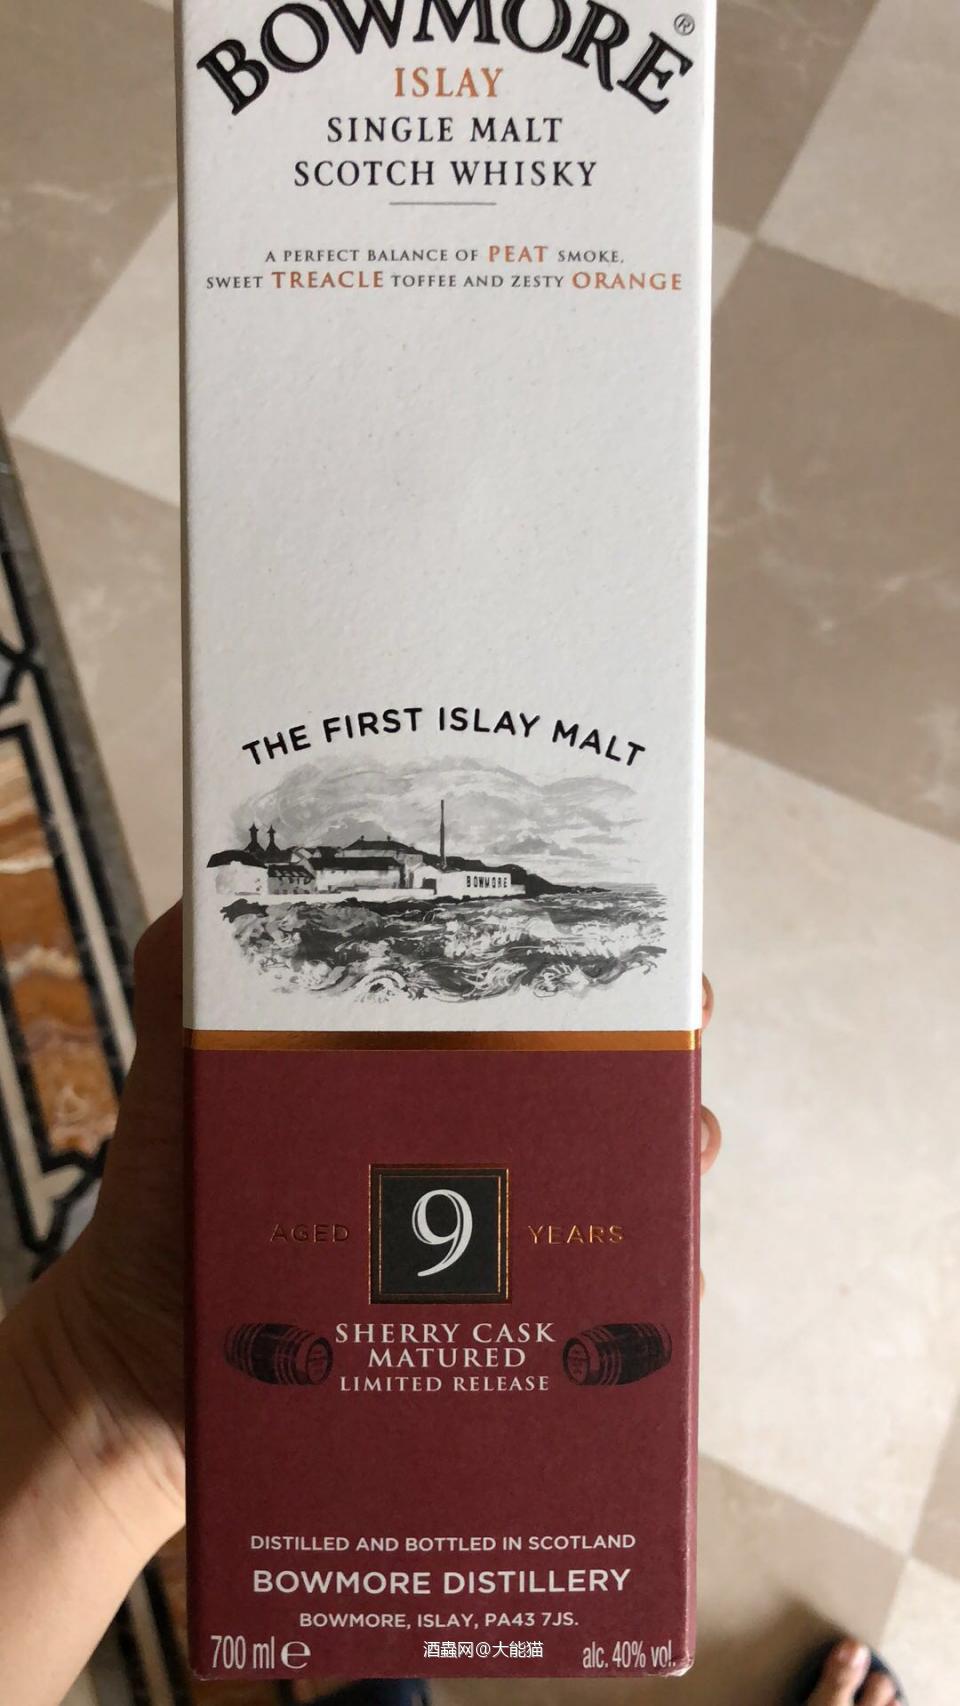 BOWMORE®
ISLAY
SINGLE MALT
SCOTCH WHISKY
A PERFECT BALANCE OF PEAT SMOKE,
SWEET TREACLE TOFFEE AND ZESTY ORANGE
THE FIRST ISLAY MALT
BOWMORE
AGED 9 YEARS
SHERRY CASK
MATURED
LIMITED RELEASE
DISTILLED AND BOTTLED IN SCOTLAND
BOWMORE DISTILLERY
BOWMORE, ISLAY, PA43 7JS.
700 ml ℮ 酒蟲网@大能猫 alc. 40% vol.